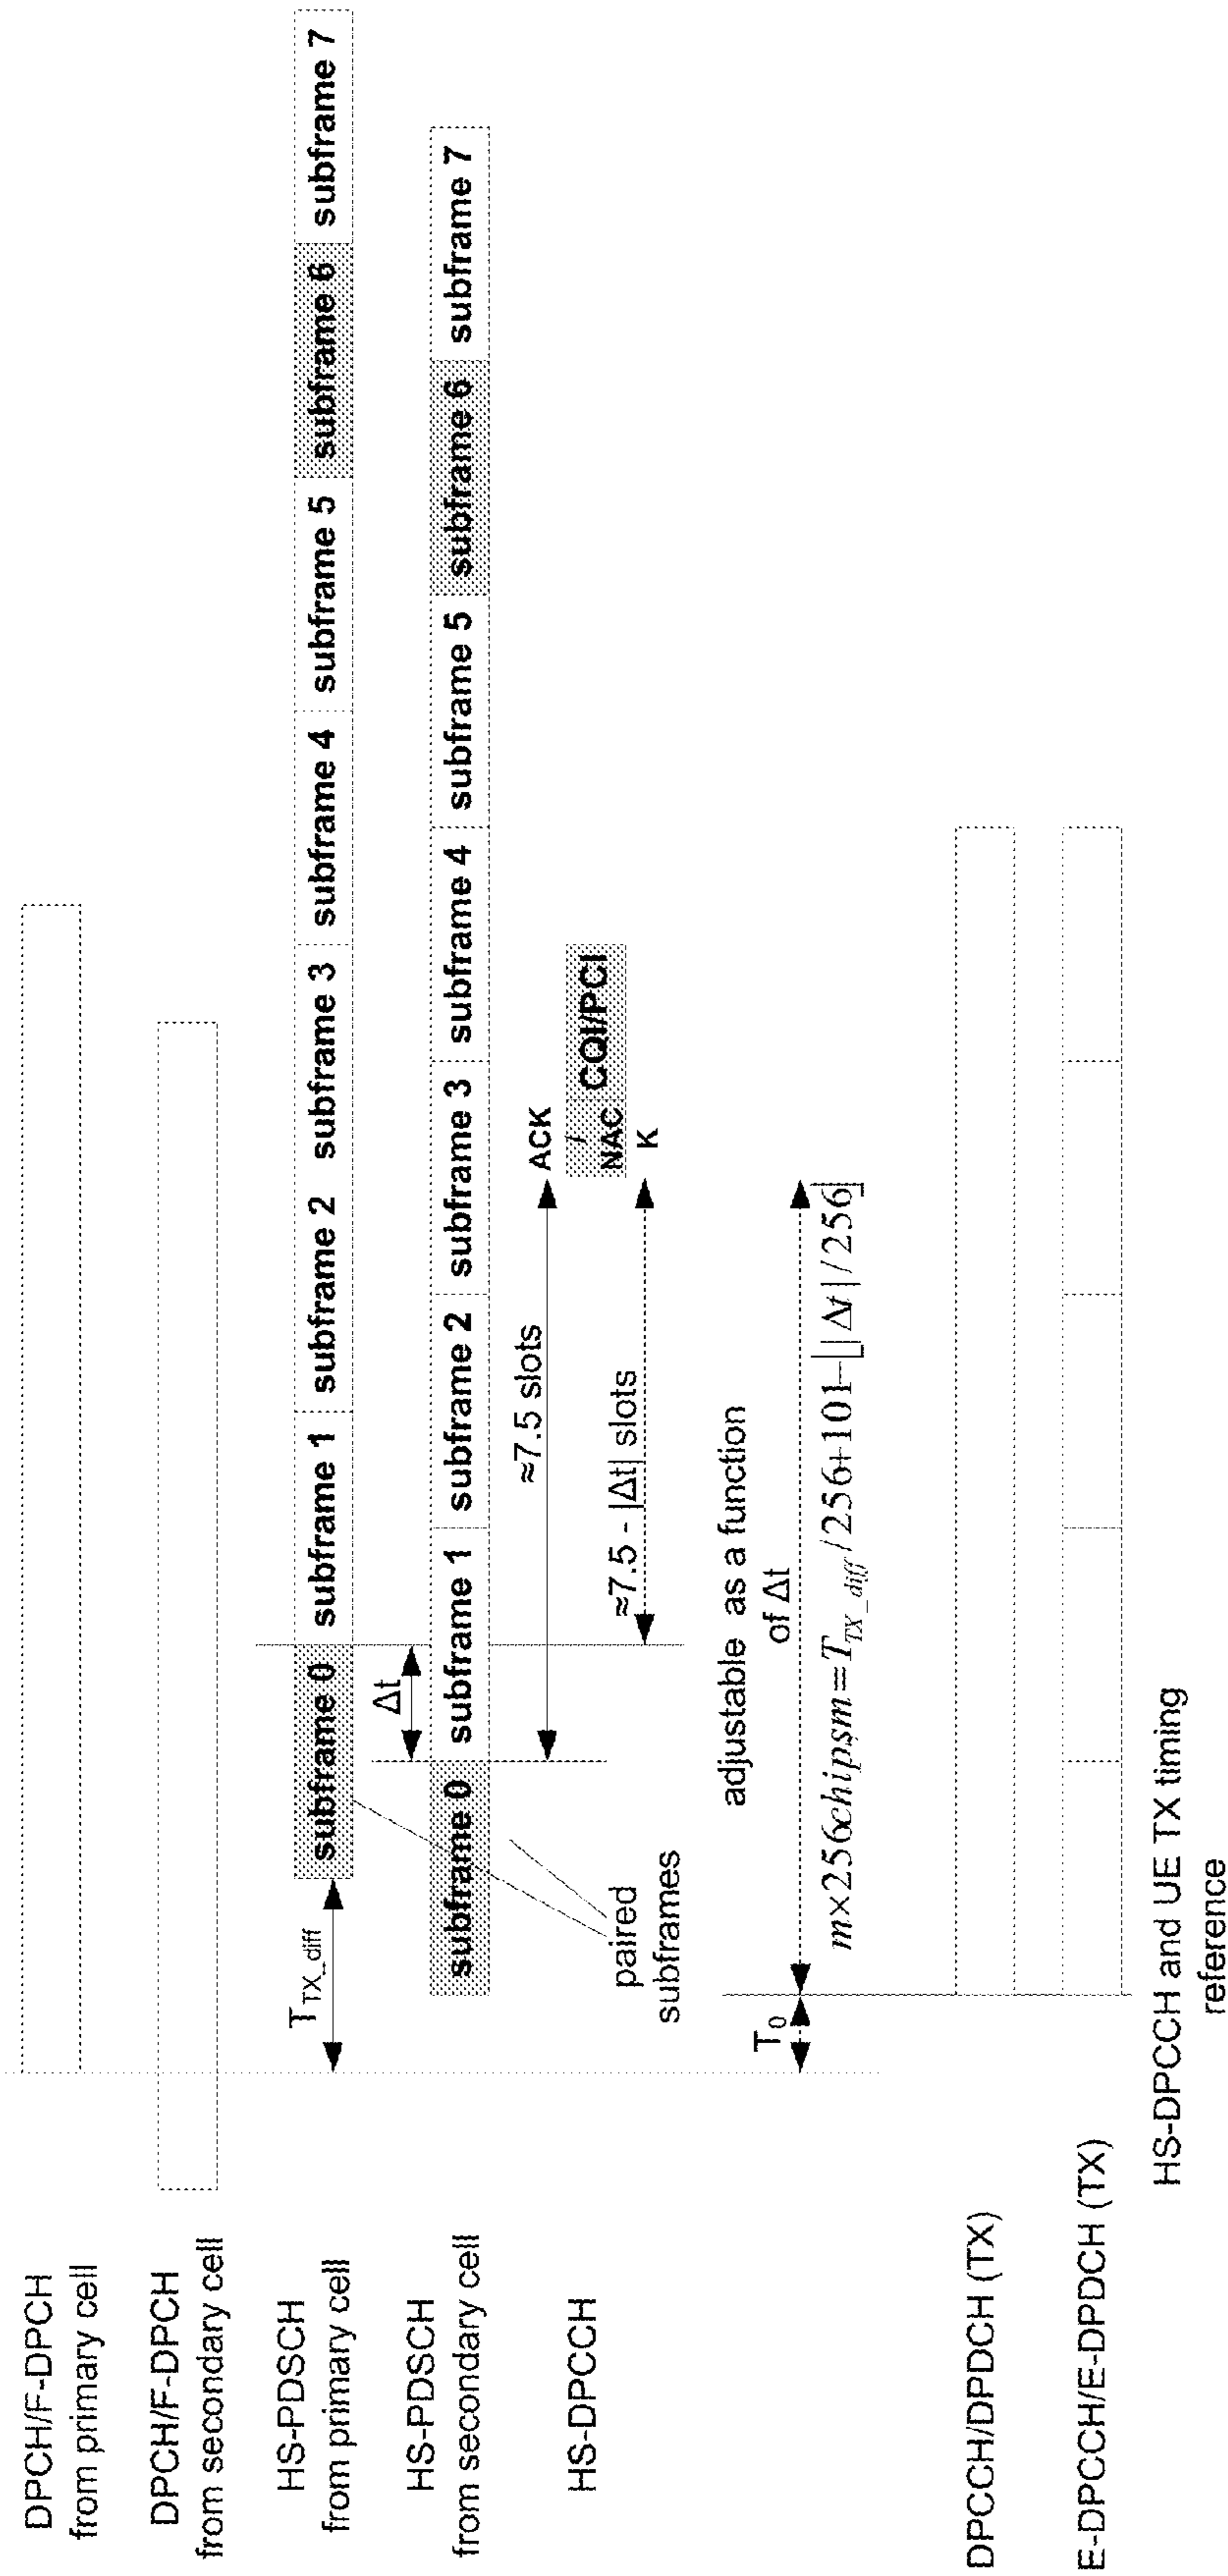 DPCH/F-DPCH
from primary cell
DPCH/F-DPCH
from secondary cell
HS-PDSCH
from primary cell
T_TX_diff
subframe 0 subframe 1 subframe 2 subframe 3 subframe 4 subframe 5 subframe 6 subframe 7
Δt
HS-PDSCH
from secondary cell
subframe 0 subframe 1 subframe 2 subframe 3 subframe 4 subframe 5 subframe 6 subframe 7
paired
subframes
≈7.5 slots
ACK
HS-DPCCH
/
NAC
K
CQI/PCI
≈7.5 - |Δt| slots
T₀
adjustable as a function
of Δt
m×256chipsm=T_TX_diff/256+101-⌊|Δt|/256⌋
DPCCH/DPDCH (TX)
E-DPCCH/E-DPDCH (TX)
HS-DPCCH and UE TX timing
reference